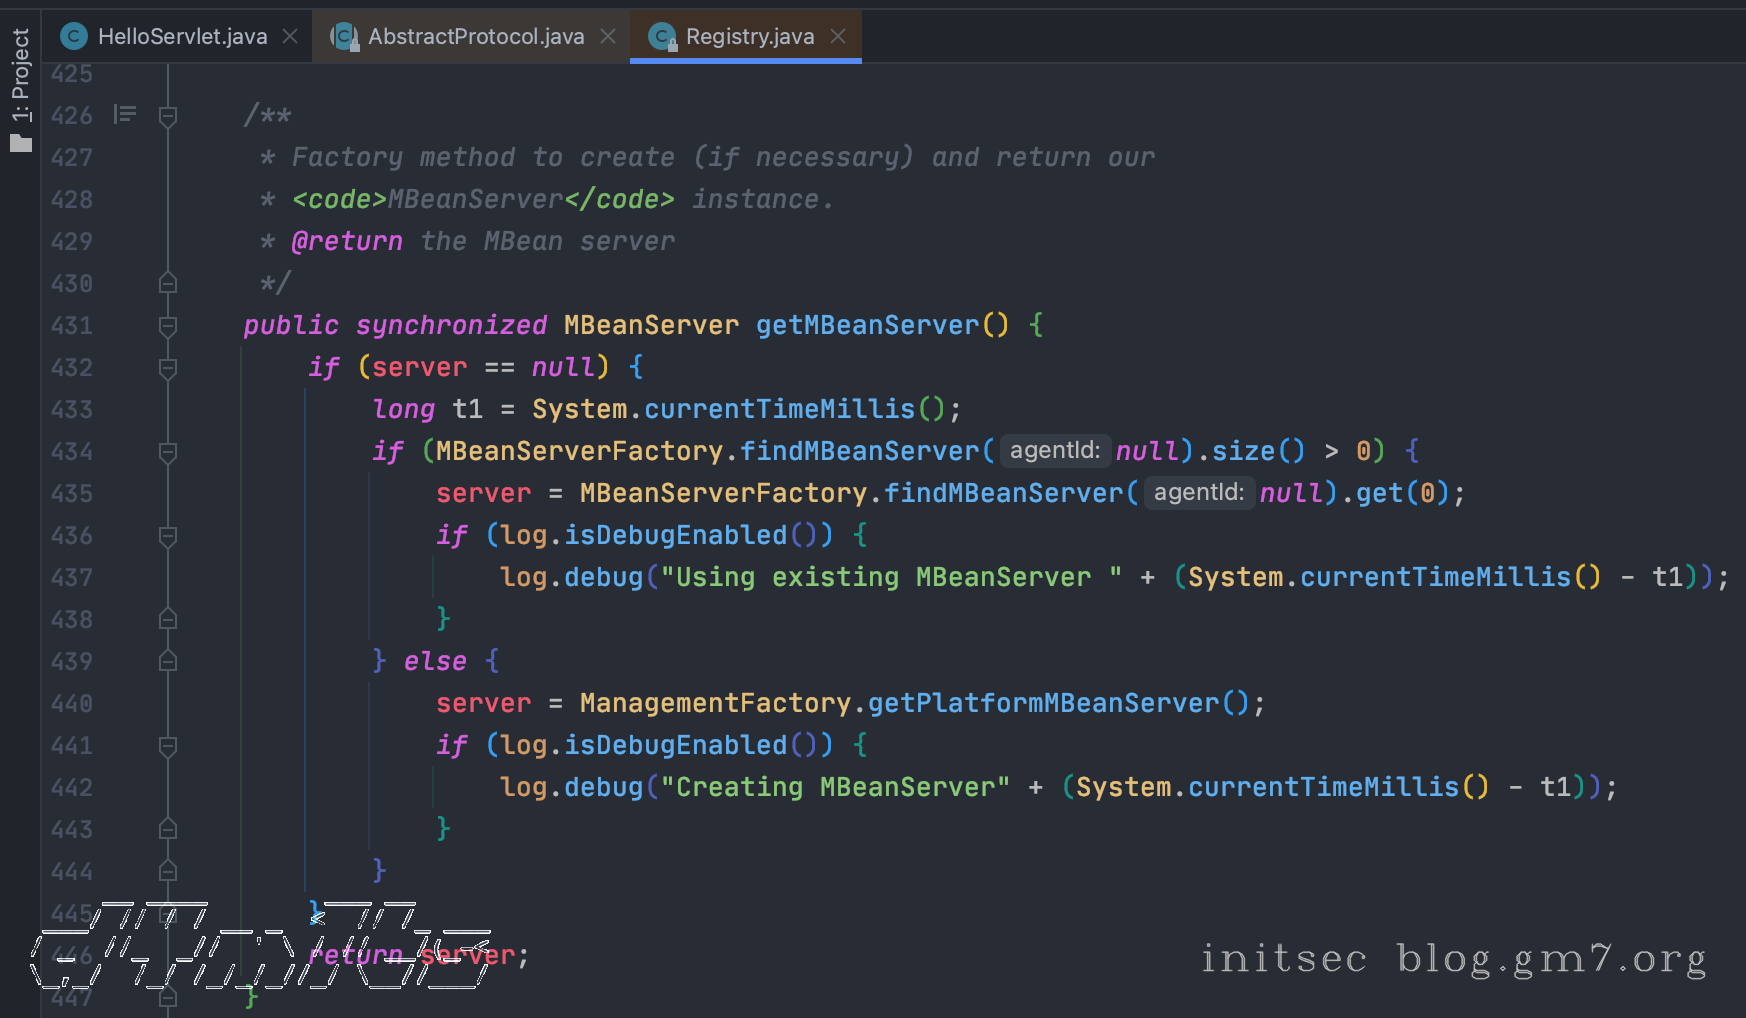 1: Project
HelloServlet.java
AbstractProtocol.java
Registry.java
425
426 /**
427 * Factory method to create (if necessary) and return our
428 * <code>MBeanServer</code> instance.
429 * @return the MBean server
430 */
431 public synchronized MBeanServer getMBeanServer() {
432 if (server == null) {
433 long t1 = System.currentTimeMillis();
434 if (MBeanServerFactory.findMBeanServer( agentId: null).size() > 0) {
435 server = MBeanServerFactory.findMBeanServer( agentId: null).get(0);
436 if (log.isDebugEnabled()) {
437 log.debug("Using existing MBeanServer " + (System.currentTimeMillis() - t1));
438 }
439 } else {
440 server = ManagementFactory.getPlatformMBeanServer();
441 if (log.isDebugEnabled()) {
442 log.debug("Creating MBeanServer" + (System.currentTimeMillis() - t1));
443 }
444 }
445 }
446 return server;
447 }
initsec blog.gm7.org